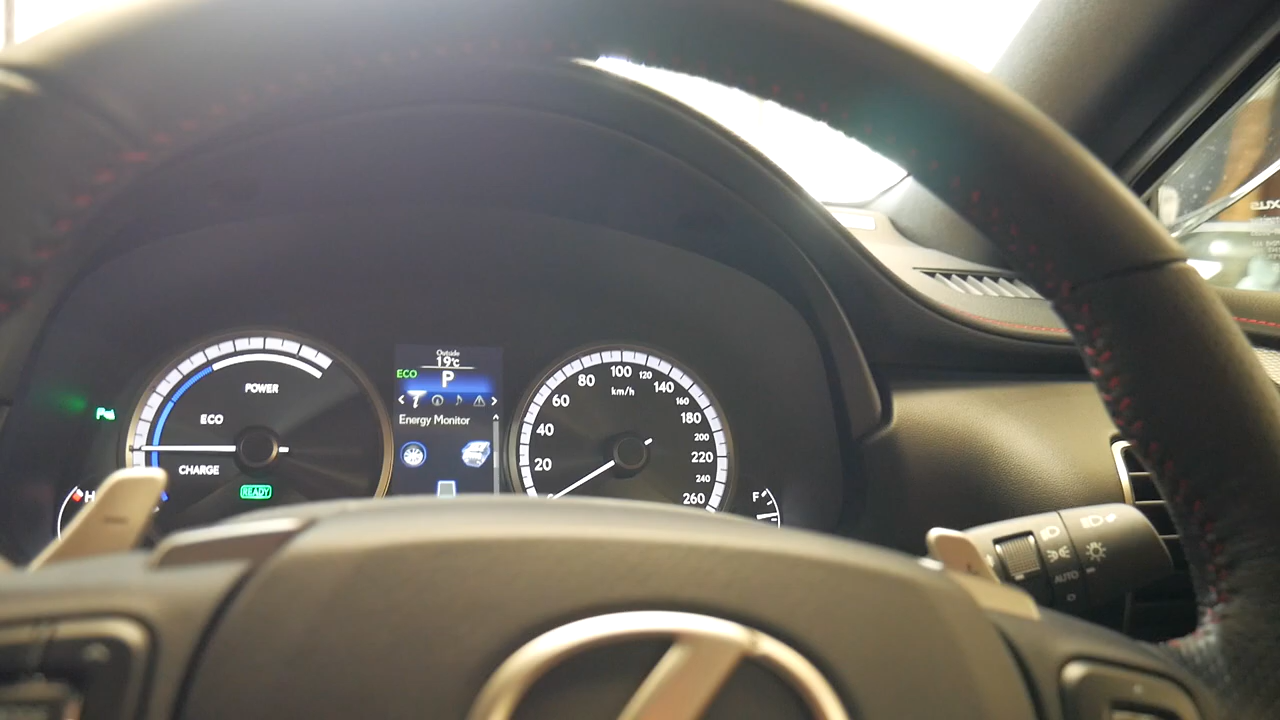 Outside
19℃
ECO
P
Energy Monitor
POWER
ECO
CHARGE
READY
H
20
40
60
80
100
120
140
160
180
200
220
240
260
km/h
F
AUTO